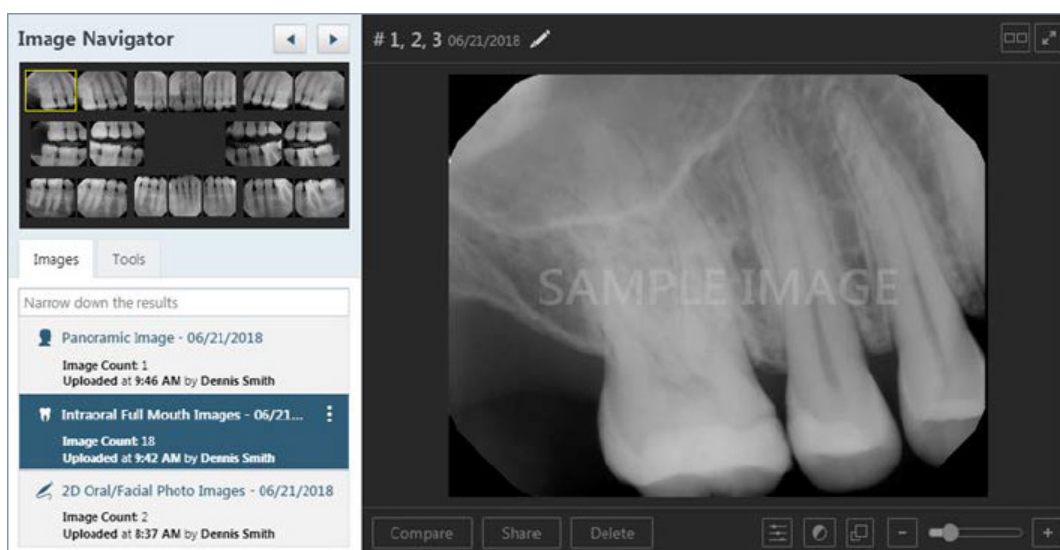 Image Navigator
Images
Tools
Narrow down the results
Panoramic Image - 06/21/2018
Image Count: 1
Uploaded at 9:46 AM by Dennis Smith
Intraoral Full Mouth Images - 06/21...
Image Count: 18
Uploaded at 9:42 AM by Dennis Smith
2D Oral/Facial Photo Images - 06/21/2018
Image Count: 2
Uploaded at 8:37 AM by Dennis Smith
# 1, 2, 3 06/21/2018
SAMPLE IMAGE
Compare
Share
Delete